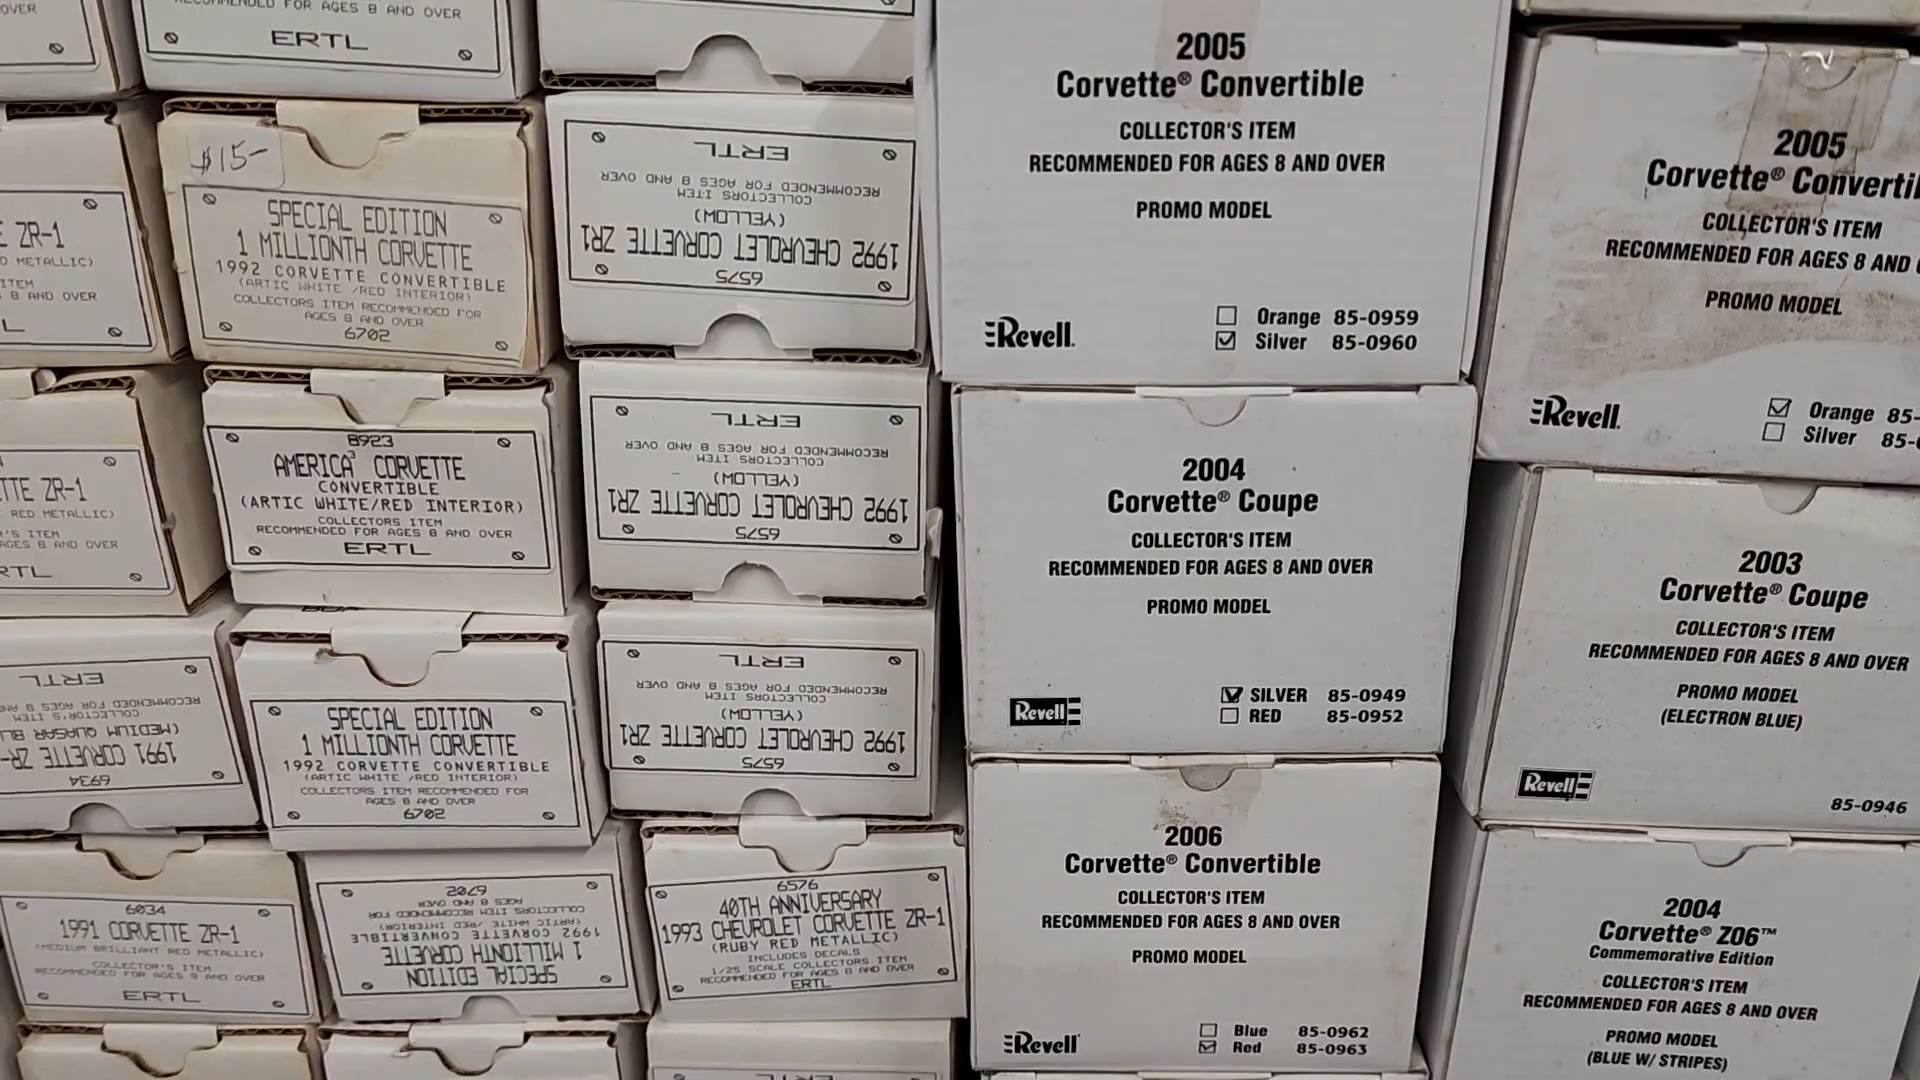 OVER
RECOMMENDED FOR AGES 8 AND OVER
ERTL
$15-
SPECIAL EDITION
1 MILLIONTH CORVETTE
1992 CORVETTE CONVERTIBLE
(ARTIC WHITE /RED INTERIOR)
COLLECTORS ITEM RECOMMENDED FOR
AGES 8 AND OVER
6702
6575
1992 CHEVROLET CORVETTE ZR1
(YELLOW)
COLLECTORS ITEM
RECOMMENDED FOR AGES 8 AND OVER
ERTL
ZR-1
METALLIC)
ITEM
8 AND OVER
8923
AMERICA³ CORVETTE
CONVERTIBLE
(ARTIC WHITE/RED INTERIOR)
COLLECTORS ITEM
RECOMMENDED FOR AGES 8 AND OVER
ERTL
6575
1992 CHEVROLET CORVETTE ZR1
(YELLOW)
COLLECTORS ITEM
RECOMMENDED FOR AGES 8 AND OVER
ERTL
TTE ZR-1
RED METALLIC)
R'S ITEM
AGES 8 AND OVER
RTL
SPECIAL EDITION
1 MILLIONTH CORVETTE
1992 CORVETTE CONVERTIBLE
(ARTIC WHITE /RED INTERIOR)
COLLECTORS ITEM RECOMMENDED FOR
AGES 8 AND OVER
6702
6575
1992 CHEVROLET CORVETTE ZR1
(YELLOW)
COLLECTORS ITEM
RECOMMENDED FOR AGES 8 AND OVER
ERTL
6934
1991 CORVETTE ZR-
(MEDIUM QUASAR BL
COLLECTOR'S ITEM
RECOMMENDED FOR AGES 8 AN
ERTL
6034
1991 CORVETTE ZR-1
(MEDIUM BRILLIANT RED METALLIC)
COLLECTOR'S ITEM
RECOMMENDED FOR AGES 8 AND OVER
ERTL
SPECIAL EDITION
1 MILLIONTH CORVETTE
1992 CORVETTE CONVERTIBLE
(ARTIC WHITE /RED INTERIOR)
COLLECTORS ITEM RECOMMENDED FOR
AGES 8 AND OVER
6702
6576
40TH ANNIVERSARY
1993 CHEVROLET CORVETTE ZR-1
(RUBY RED METALLIC)
INCLUDES DECALS
1/25 SCALE COLLECTORS ITEM
RECOMMENDED FOR AGES 8 AND OVER
ERTL
ERTL
2005
Corvette® Convertible
COLLECTOR'S ITEM
RECOMMENDED FOR AGES 8 AND OVER
PROMO MODEL
Orange 85-0959
Silver 85-0960
Revell.
2004
Corvette® Coupe
COLLECTOR'S ITEM
RECOMMENDED FOR AGES 8 AND OVER
PROMO MODEL
SILVER 85-0949
RED 85-0952
Revell
2006
Corvette® Convertible
COLLECTOR'S ITEM
RECOMMENDED FOR AGES 8 AND OVER
PROMO MODEL
Blue 85-0962
Red 85-0963
Revell
2005
Corvette® Converti
COLLECTOR'S ITEM
RECOMMENDED FOR AGES 8 AND
PROMO MODEL
Orange 85-
Silver 85-
Revell.
2003
Corvette® Coupe
COLLECTOR'S ITEM
RECOMMENDED FOR AGES 8 AND OVER
PROMO MODEL
(ELECTRON BLUE)
Revell
85-0946
2004
Corvette® Z06™
Commemorative Edition
COLLECTOR'S ITEM
RECOMMENDED FOR AGES 8 AND OVER
PROMO MODEL
(BLUE W/ STRIPES)